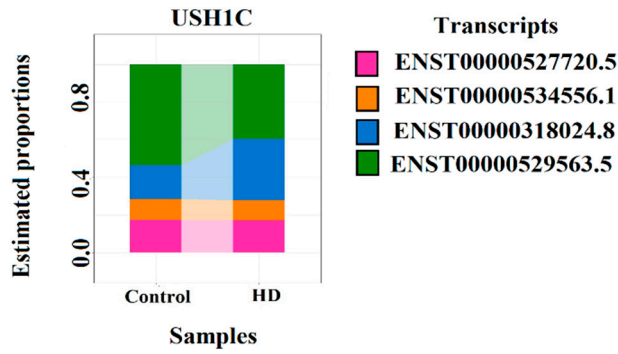 USH1C
Transcripts
ENST00000527720.5
ENST00000534556.1
ENST00000318024.8
ENST00000529563.5
Estimated proportions
0.8
0.4
0.0
Control HD
Samples